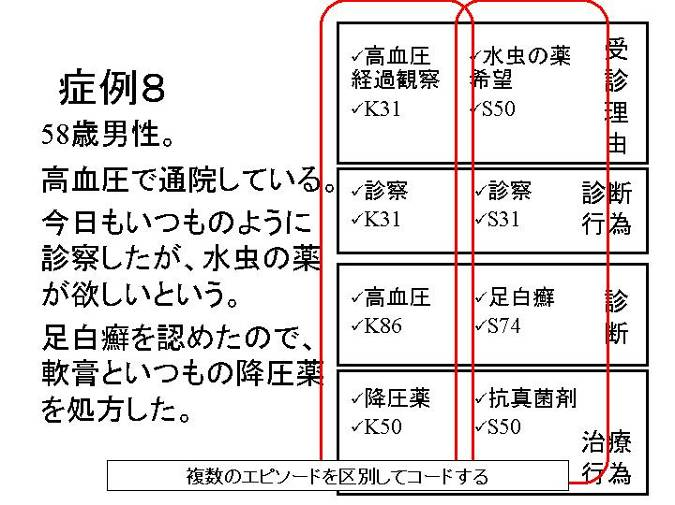 症例８
58歳男性。
高血圧で通院している。
今日もいつものように
診察したが、水虫の薬
が欲しいという。
足白癬を認めたので、
軟膏といつもの降圧薬
を処方した。
✓高血圧
経過観察
✓K31
✓水虫の薬
希望
✓S50
受診理由
✓診察
✓K31
✓診察
✓S31
診断
行為
✓高血圧
✓K86
✓足白癬
✓S74
診断
✓降圧薬
✓K50
✓抗真菌剤
✓S50
治療
行為
複数のエピソードを区別してコードする